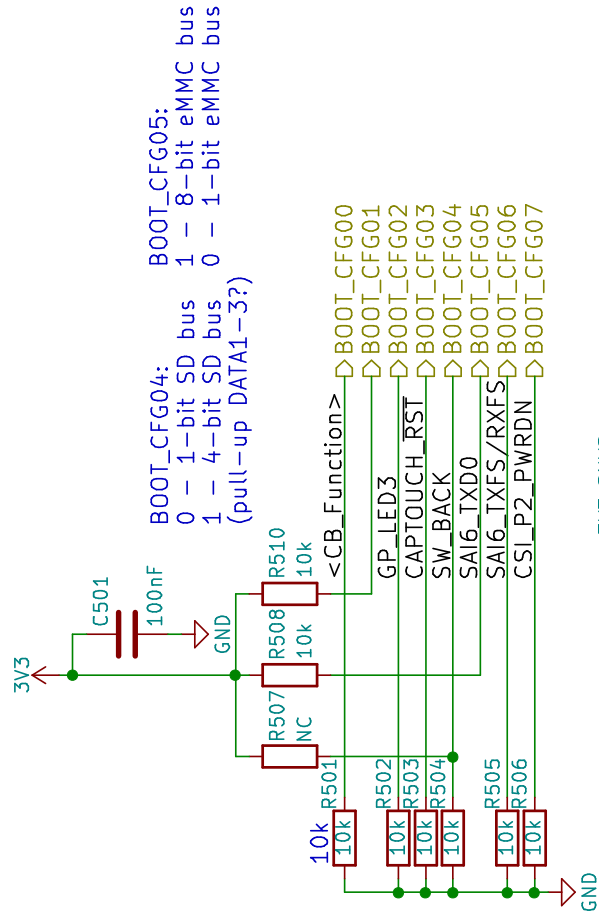 BOOT_CFG04:
0 - 1-bit SD bus
1 - 4-bit SD bus
(pull-up DATA1-3?)
BOOT_CFG05:
1 - 8-bit eMMC bus
0 - 1-bit eMMC bus
3V3
C501
100nF
GND
R510
10k
R508
10k
R507
NC
<CB_Function>
GP_LED3
CAPTOUCH_RST
SW_BACK
SAI6_TXD0
SAI6_TXFS/RXFS
CSI_P2_PWRDN
BOOT_CFG00
BOOT_CFG01
BOOT_CFG02
BOOT_CFG03
BOOT_CFG04
BOOT_CFG05
BOOT_CFG06
BOOT_CFG07
R501
10k
10k
R502
10k
R503
10k
R504
10k
R505
10k
R506
10k
GND